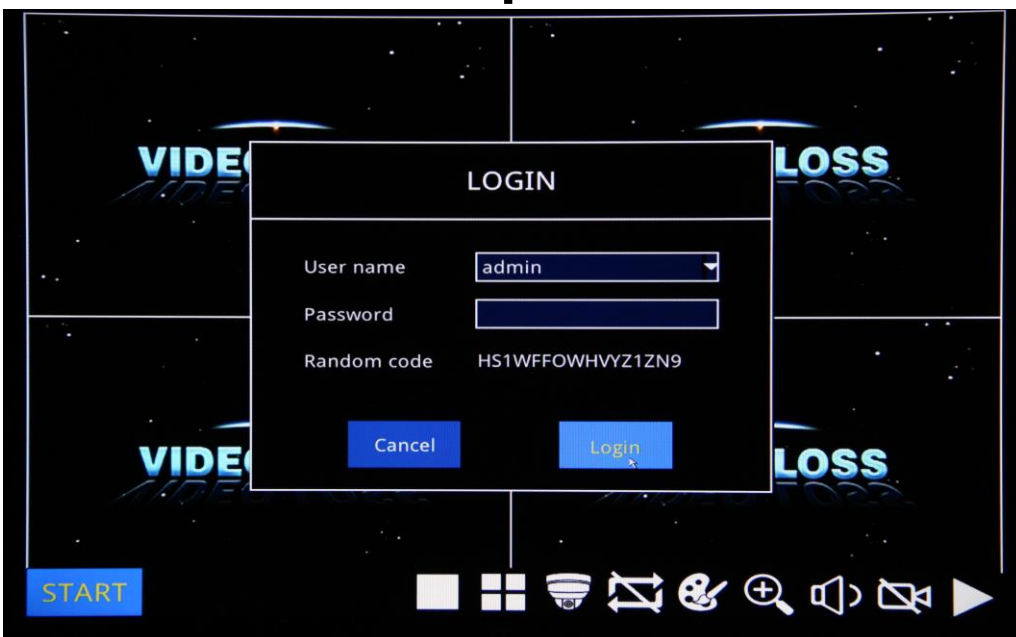 VIDE
LOSS
LOGIN
User name admin
Password
Random code HS1WFFOWHVYZ1ZN9
Cancel Login
VIDE
LOSS
START